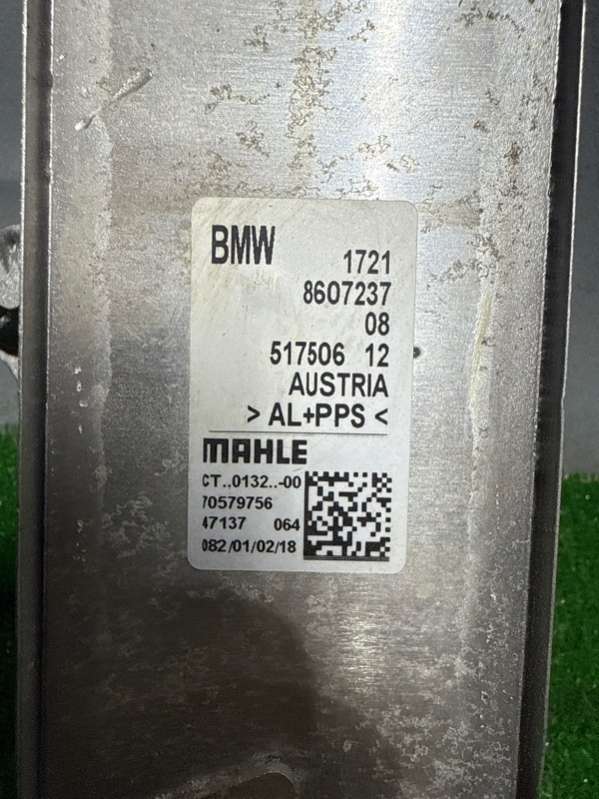 BMW 1721
8607237
08
517506 12
AUSTRIA
>AL+PPS<
MAHLE
CT..0132..-00
70579756
47137 064
082/01/02/18